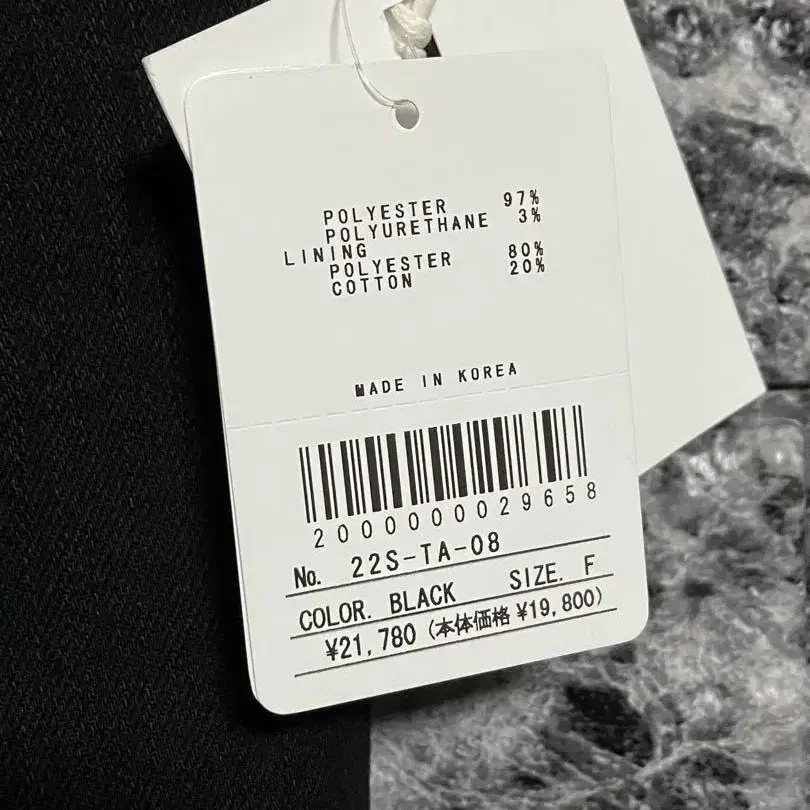 POLYESTER 97%
POLYURETHANE 3%
LINING
POLYESTER 80%
COTTON 20%
MADE IN KOREA
2000000029658
No. 22S-TA-08
COLOR. BLACK SIZE. F
¥21,780 (本体価格 ¥19,800)